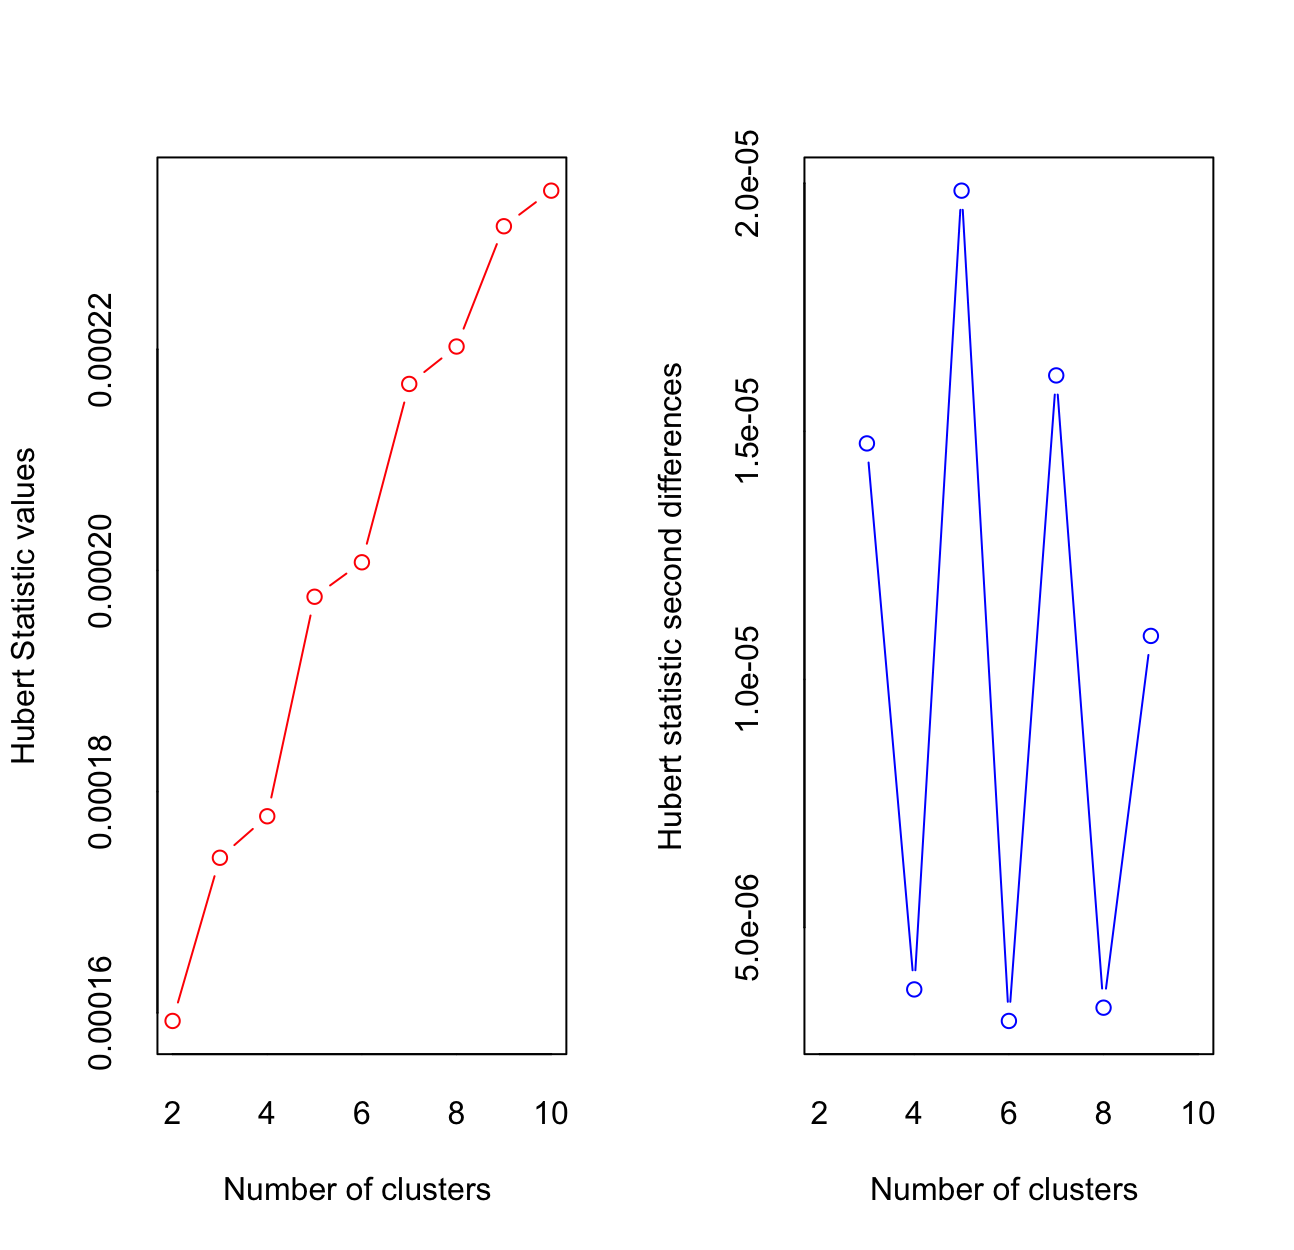 Hubert Statistic values
0.00016
0.00018
0.00020
0.00022
2 4 6 8 10
Number of clusters
Hubert statistic second differences
5.0e-06
1.0e-05
1.5e-05
2.0e-05
2 4 6 8 10
Number of clusters